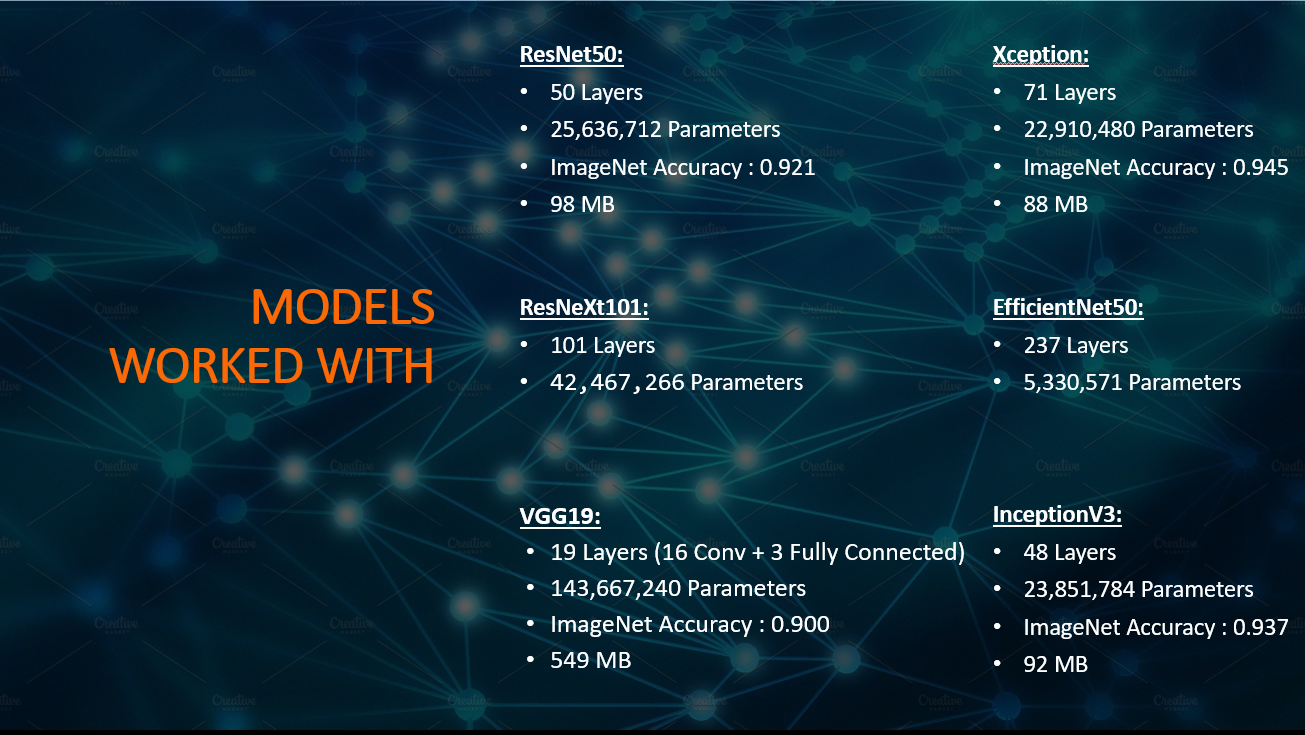 MODELS
WORKED WITH
ResNet50:
• 50 Layers
• 25,636,712 Parameters
• ImageNet Accuracy : 0.921
• 98 MB
Xception:
• 71 Layers
• 22,910,480 Parameters
• ImageNet Accuracy : 0.945
• 88 MB
ResNeXt101:
• 101 Layers
• 42,467,266 Parameters
EfficientNet50:
• 237 Layers
• 5,330,571 Parameters
VGG19:
• 19 Layers (16 Conv + 3 Fully Connected)
• 143,667,240 Parameters
• ImageNet Accuracy : 0.900
• 549 MB
InceptionV3:
• 48 Layers
• 23,851,784 Parameters
• ImageNet Accuracy : 0.937
• 92 MB
Creative
MARKET